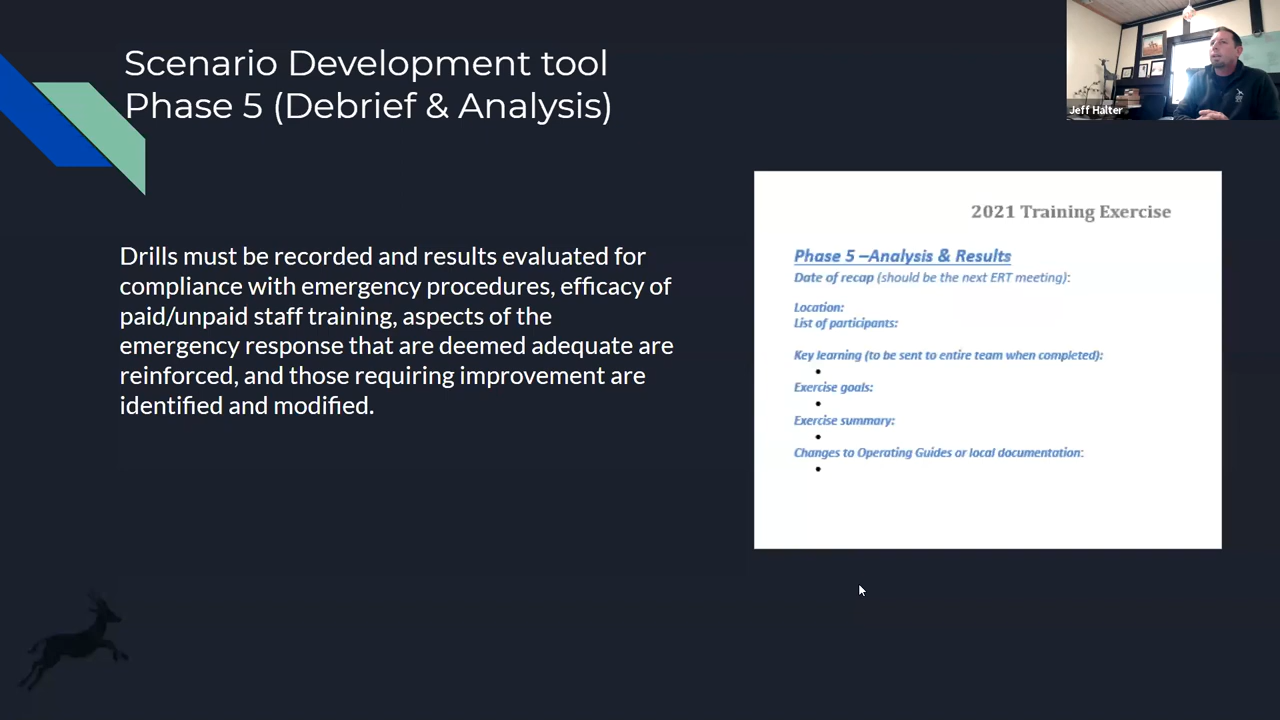 Scenario Development tool
Phase 5 (Debrief & Analysis)
Jeff Halter
Drills must be recorded and results evaluated for
compliance with emergency procedures, efficacy of
paid/unpaid staff training, aspects of the
emergency response that are deemed adequate are
reinforced, and those requiring improvement are
identified and modified.
2021 Training Exercise
Phase 5 –Analysis & Results
Date of recap (should be the next ERT meeting):
Location:
List of participants:
Key learning (to be sent to entire team when completed):
Exercise goals:
Exercise summary:
Changes to Operating Guides or local documentation: